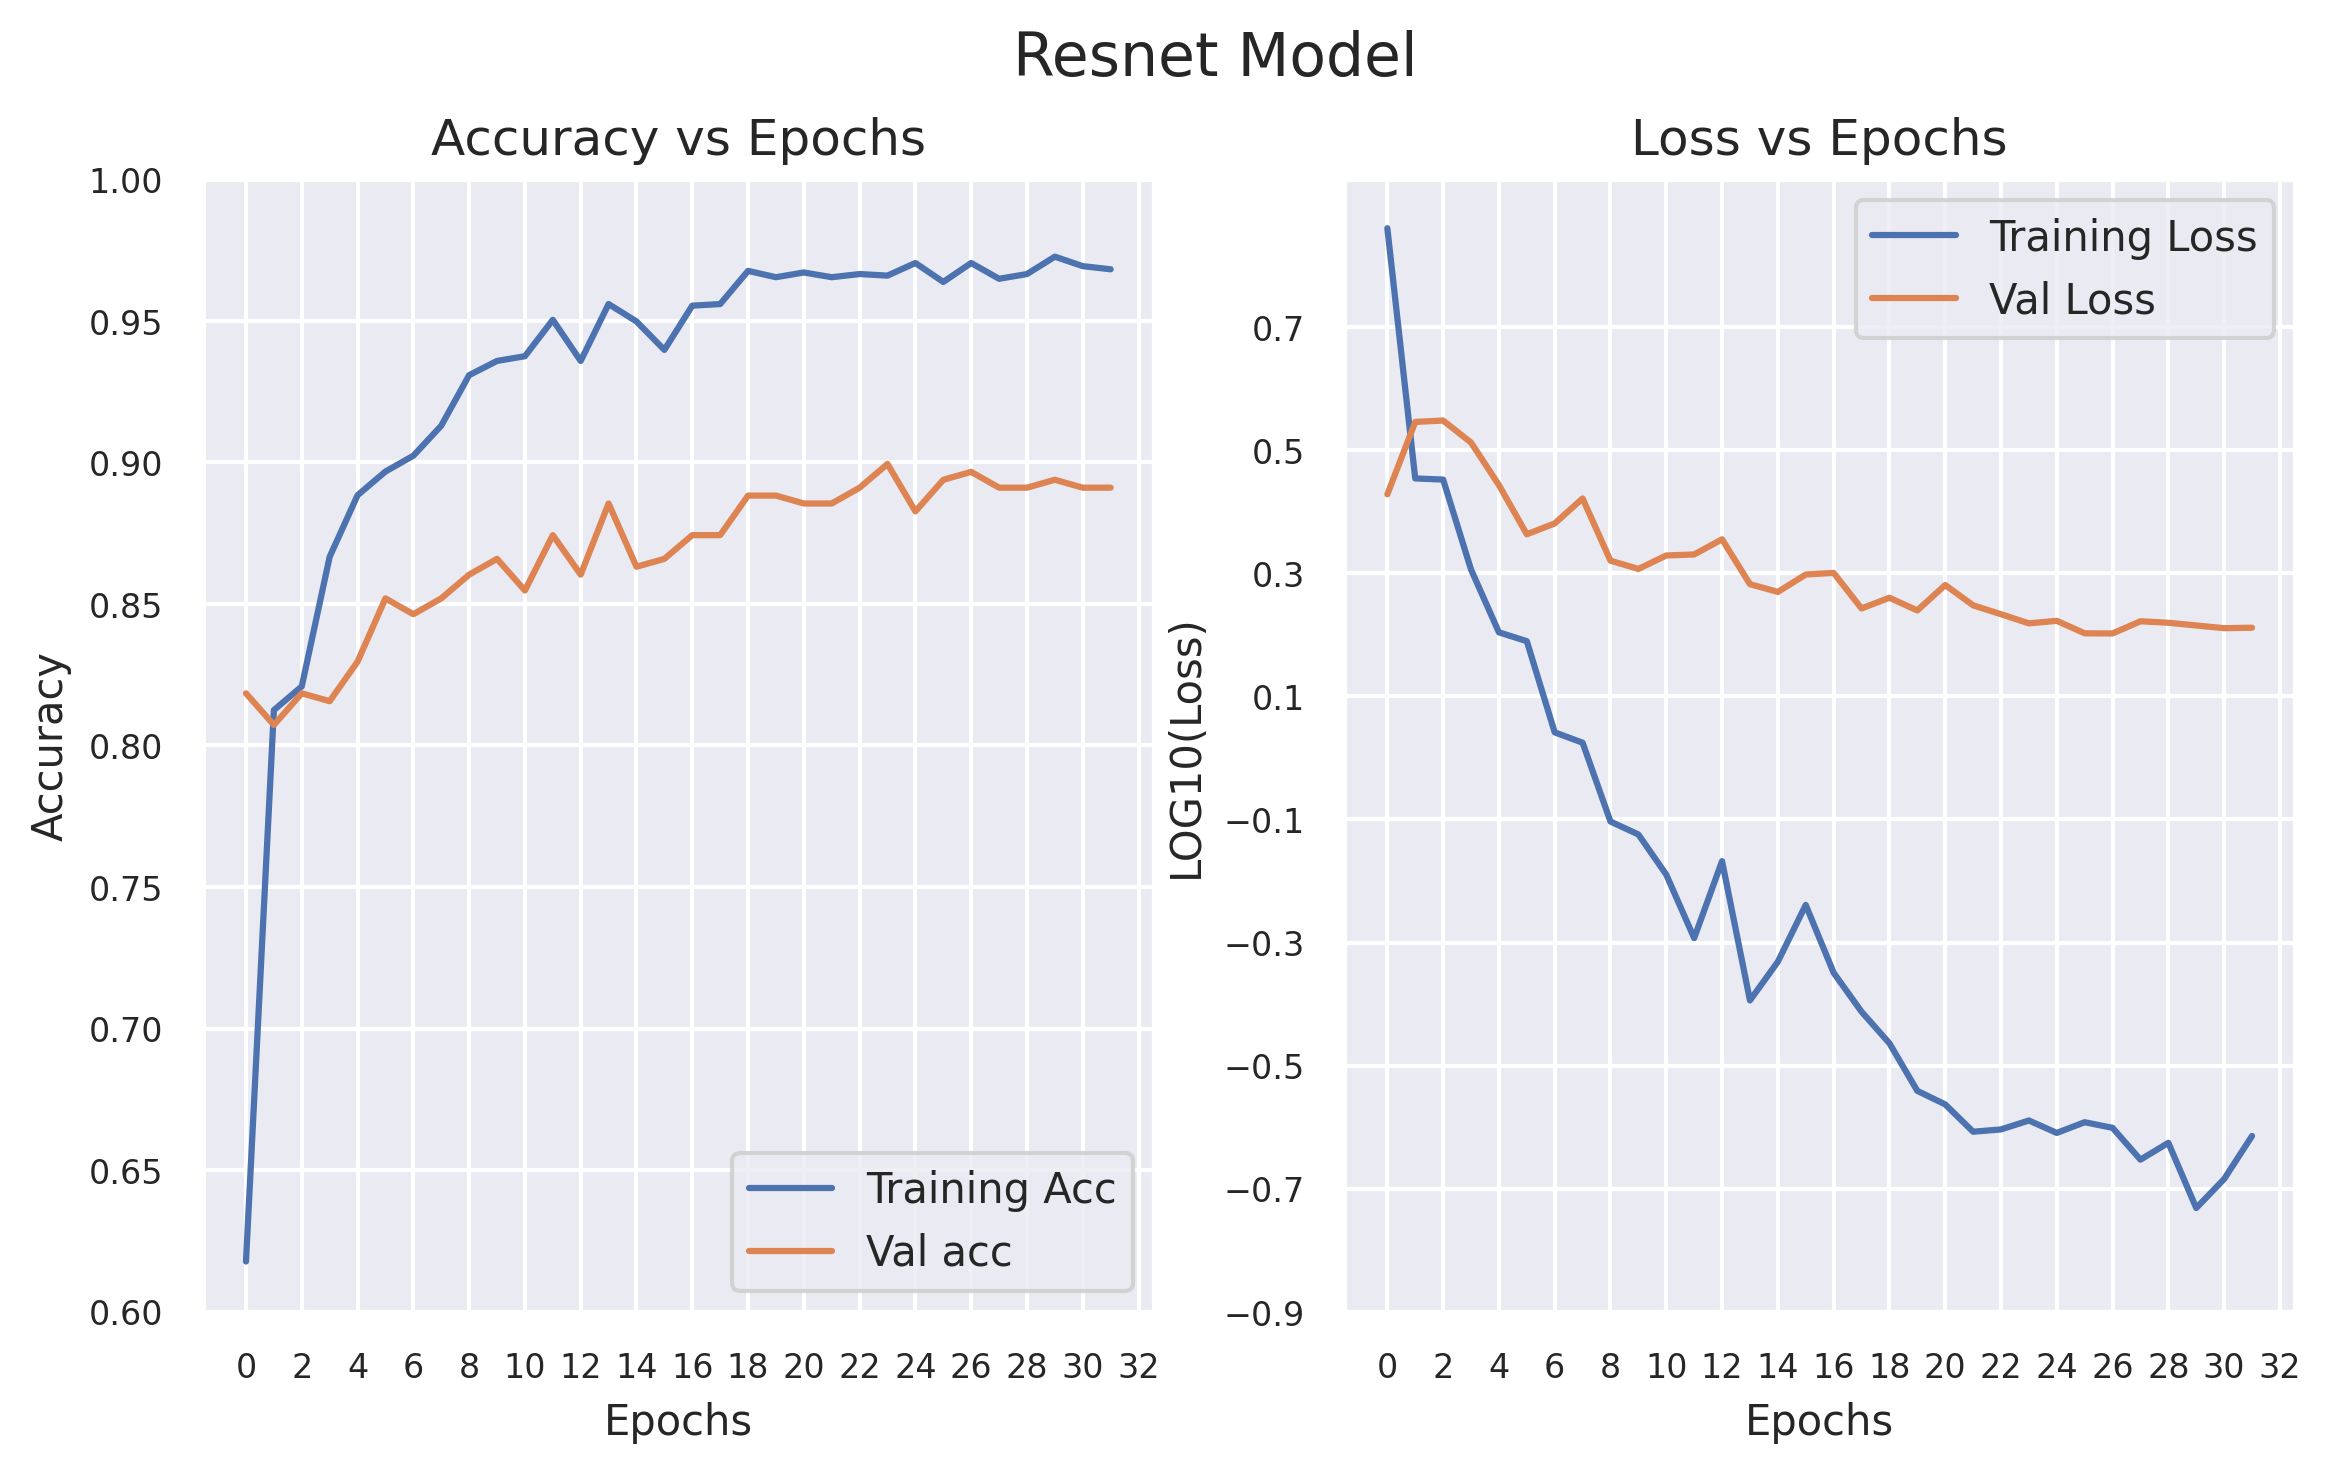 Resnet Model
Accuracy vs Epochs
1.00
0.95
0.90
0.85
0.80
0.75
0.70
0.65
0.60
Accuracy
Training Acc
Val acc
0 2 4 6 8 10 12 14 16 18 20 22 24 26 28 30 32
Epochs
Loss vs Epochs
Training Loss
Val Loss
0.7
0.5
0.3
0.1
−0.1
−0.3
−0.5
−0.7
−0.9
LOG10(Loss)
0 2 4 6 8 10 12 14 16 18 20 22 24 26 28 30 32
Epochs